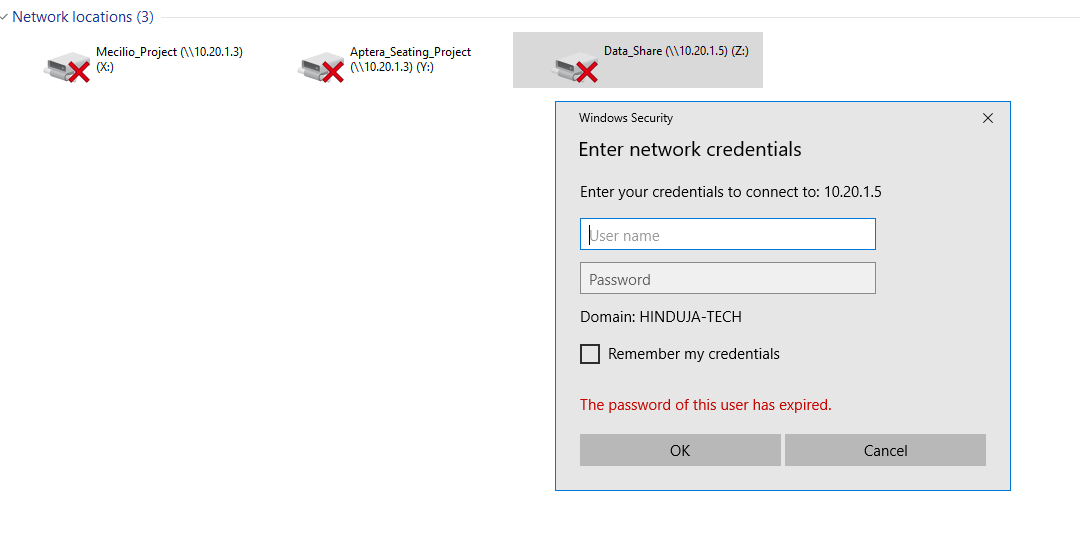 Network locations (3)
Mecilio_Project (\\10.20.1.3)
(X:)
Aptera_Seating_Project
(\\10.20.1.3) (Y:)
Data_Share (\\10.20.1.5) (Z:)
Windows Security
Enter network credentials
Enter your credentials to connect to: 10.20.1.5
User name
Password
Domain: HINDUJA-TECH
Remember my credentials
The password of this user has expired.
OK
Cancel